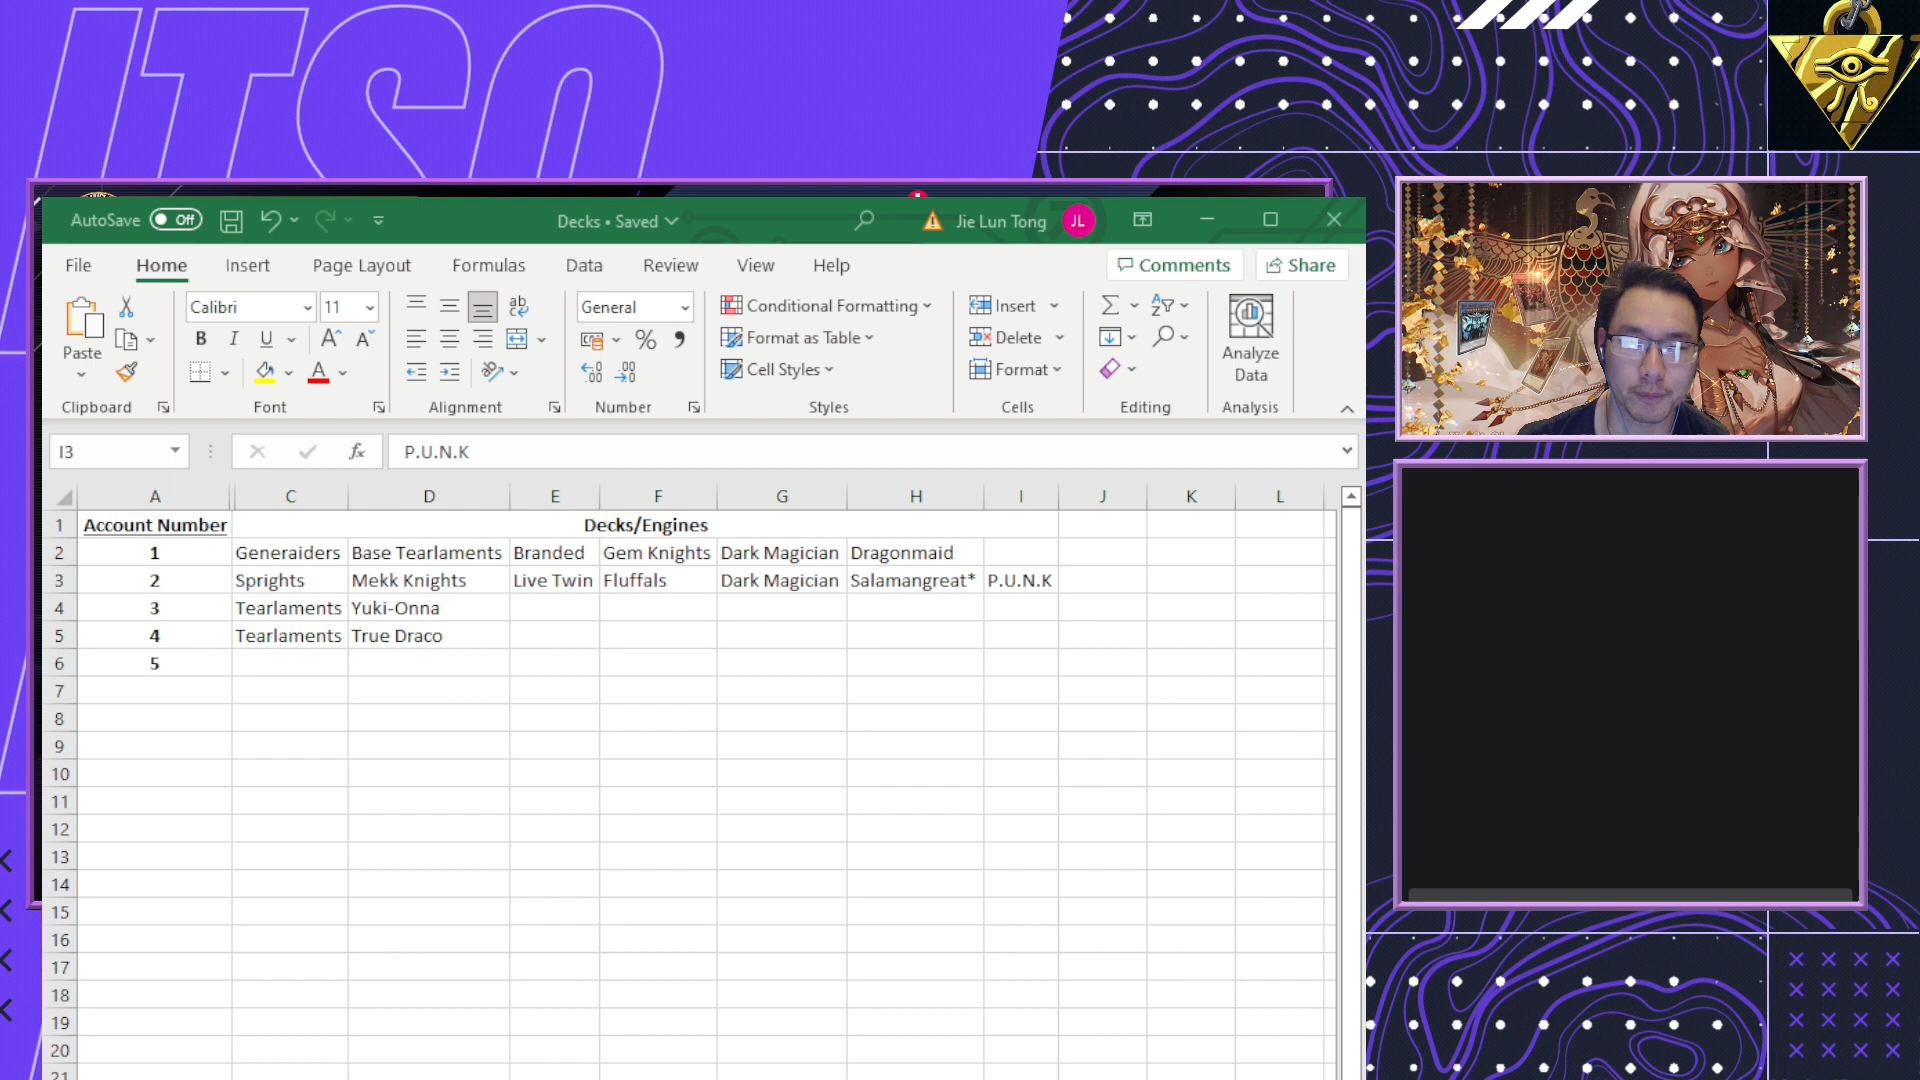 ITSO
AutoSave Off Decks • Saved Jie Lun Tong JL
File Home Insert Page Layout Formulas Data Review View Help Comments Share
Paste Calibri 11 B I U A A A ab General % , Conditional Formatting Format as Table Cell Styles Insert Delete Format Analyze Data
Clipboard Font Alignment Number Styles Cells Editing Analysis
I3 fx P.U.N.K
A C D E F G H I J K L
1 Account Number Decks/Engines
2 1 Generaiders Base Tearlaments Branded Gem Knights Dark Magician Dragonmaid
3 2 Sprights Mekk Knights Live Twin Fluffals Dark Magician Salamangreat* P.U.N.K
4 3 Tearlaments Yuki-Onna
5 4 Tearlaments True Draco
6 5
7
8
9
10
11
12
13
14
15
16
17
18
19
20
21